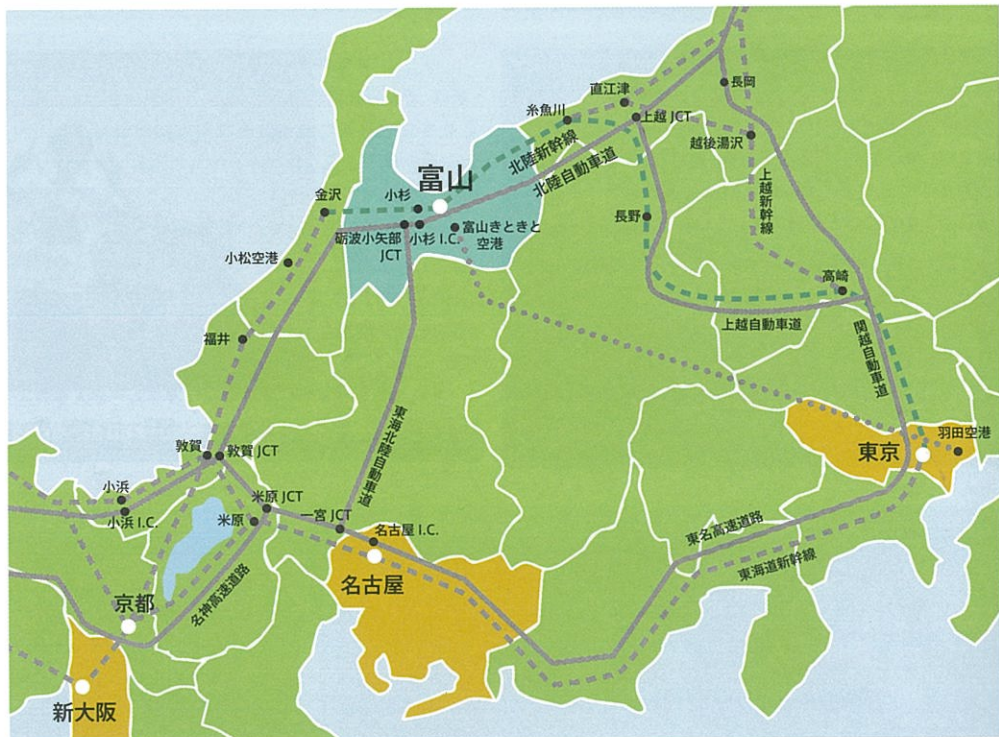 長岡
直江津
糸魚川
上越 JCT
越後湯沢
北陸新幹線
北陸自動車道
上越新幹線
富山
小杉
金沢
長野
砺波小矢部
JCT
小杉 I.C.
富山きときと
空港
小松空港
高崎
上越自動車道
関越自動車道
福井
東海北陸自動車道
羽田空港
東京
敦賀
敦賀 JCT
小浜
小浜 I.C.
米原 JCT
米原
一宮 JCT
名古屋 I.C.
東名高速道路
東海道新幹線
名古屋
名神高速道路
京都
新大阪